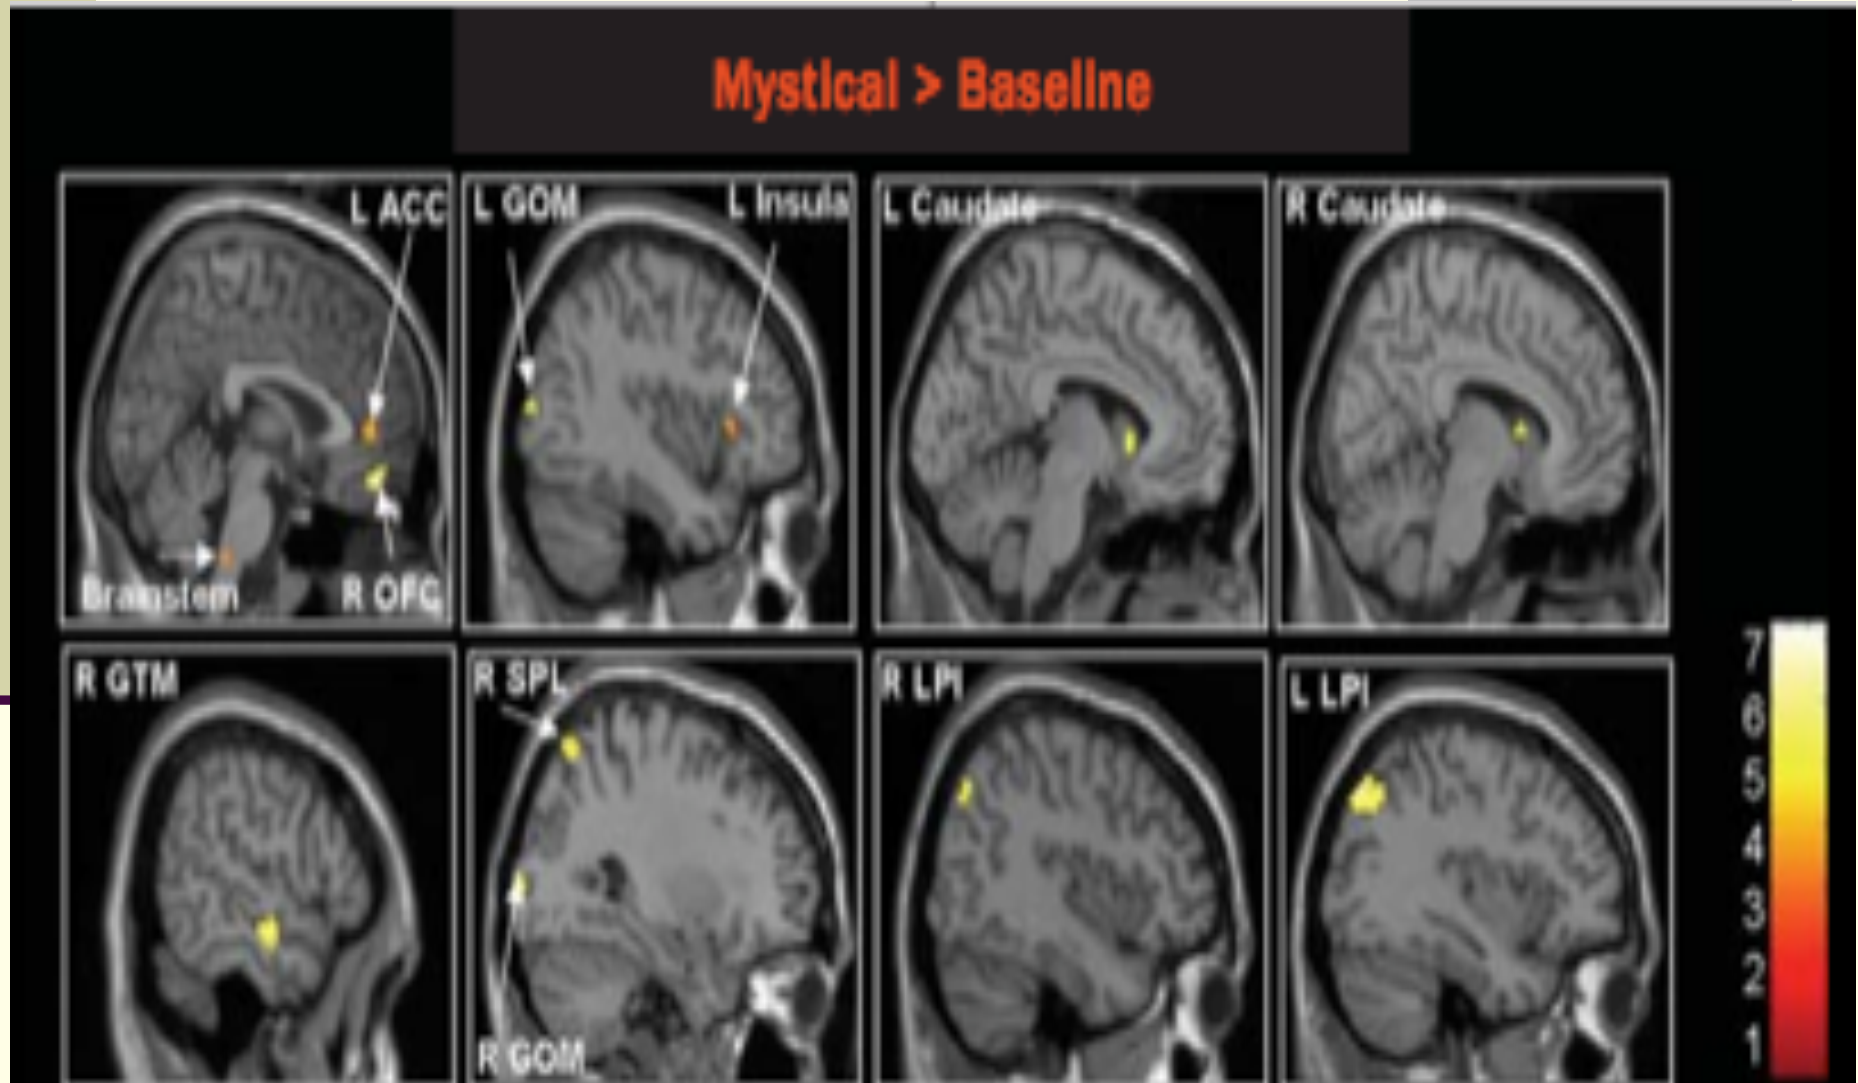 Mystical > Baseline
L ACC
Brainstem
R OFC
L GOM
L Insula
L Caudate
R Caudate
R GTM
R SPL
R GOM
R LPI
L LPI
7
6
5
4
3
2
1